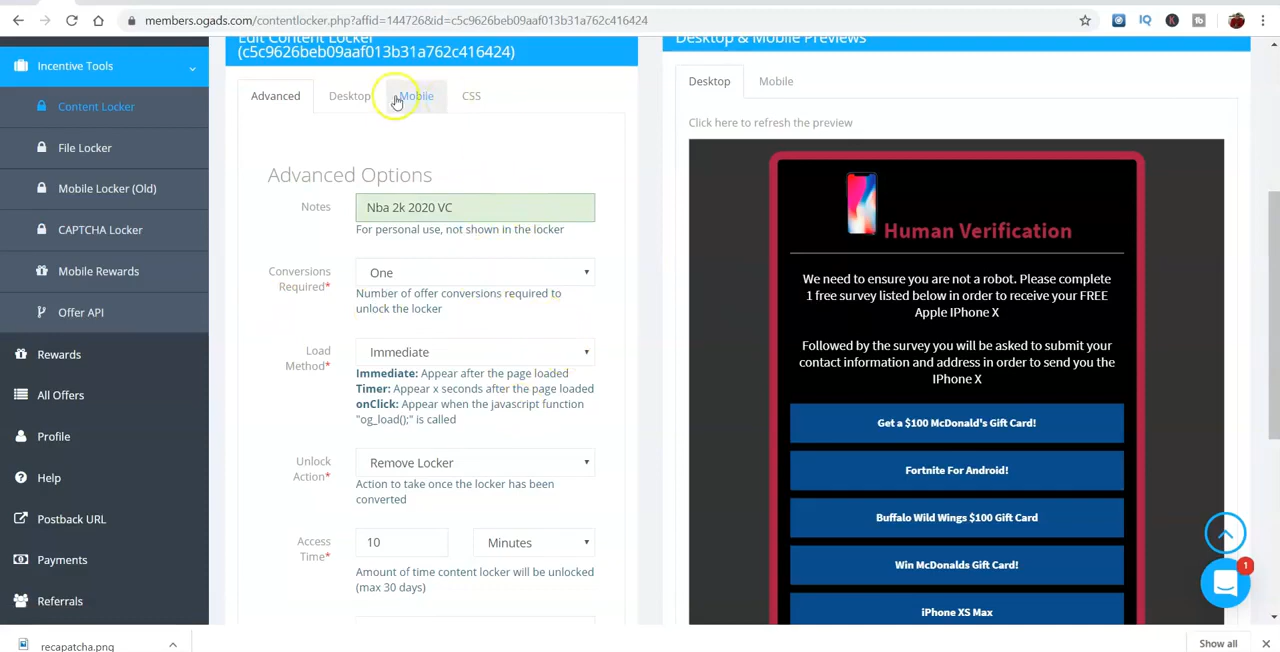 members.ogads.com/contentlocker.php?affid=144726&id=c5c9626beb09aaf013b31a762c416424
IQ
K
tb
Incentive Tools
Content Locker
File Locker
Mobile Locker (Old)
CAPTCHA Locker
Mobile Rewards
Offer API
Rewards
All Offers
Profile
Help
Postback URL
Payments
Referrals
Edit Content Locker
(c5c9626beb09aaf013b31a762c416424)
Advanced
Desktop
Mobile
CSS
Advanced Options
Notes
Nba 2k 2020 VC
For personal use, not shown in the locker
Conversions
Required*
One
Number of offer conversions required to
unlock the locker
Load
Method*
Immediate
Immediate: Appear after the page loaded
Timer: Appear x seconds after the page loaded
onClick: Appear when the javascript function
"og_load();" is called
Unlock
Action*
Remove Locker
Action to take once the locker has been
converted
Access
Time*
10
Minutes
Amount of time content locker will be unlocked
(max 30 days)
Desktop & Mobile Previews
Desktop
Mobile
Click here to refresh the preview
Human Verification
We need to ensure you are not a robot. Please complete
1 free survey listed below in order to receive your FREE
Apple IPhone X
Followed by the survey you will be asked to submit your
contact information and address in order to send you the
IPhone X
Get a $100 McDonald's Gift Card!
Fortnite For Android!
Buffalo Wild Wings $100 Gift Card
Win McDonalds Gift Card!
iPhone XS Max
1
recapatcha.png
Show all